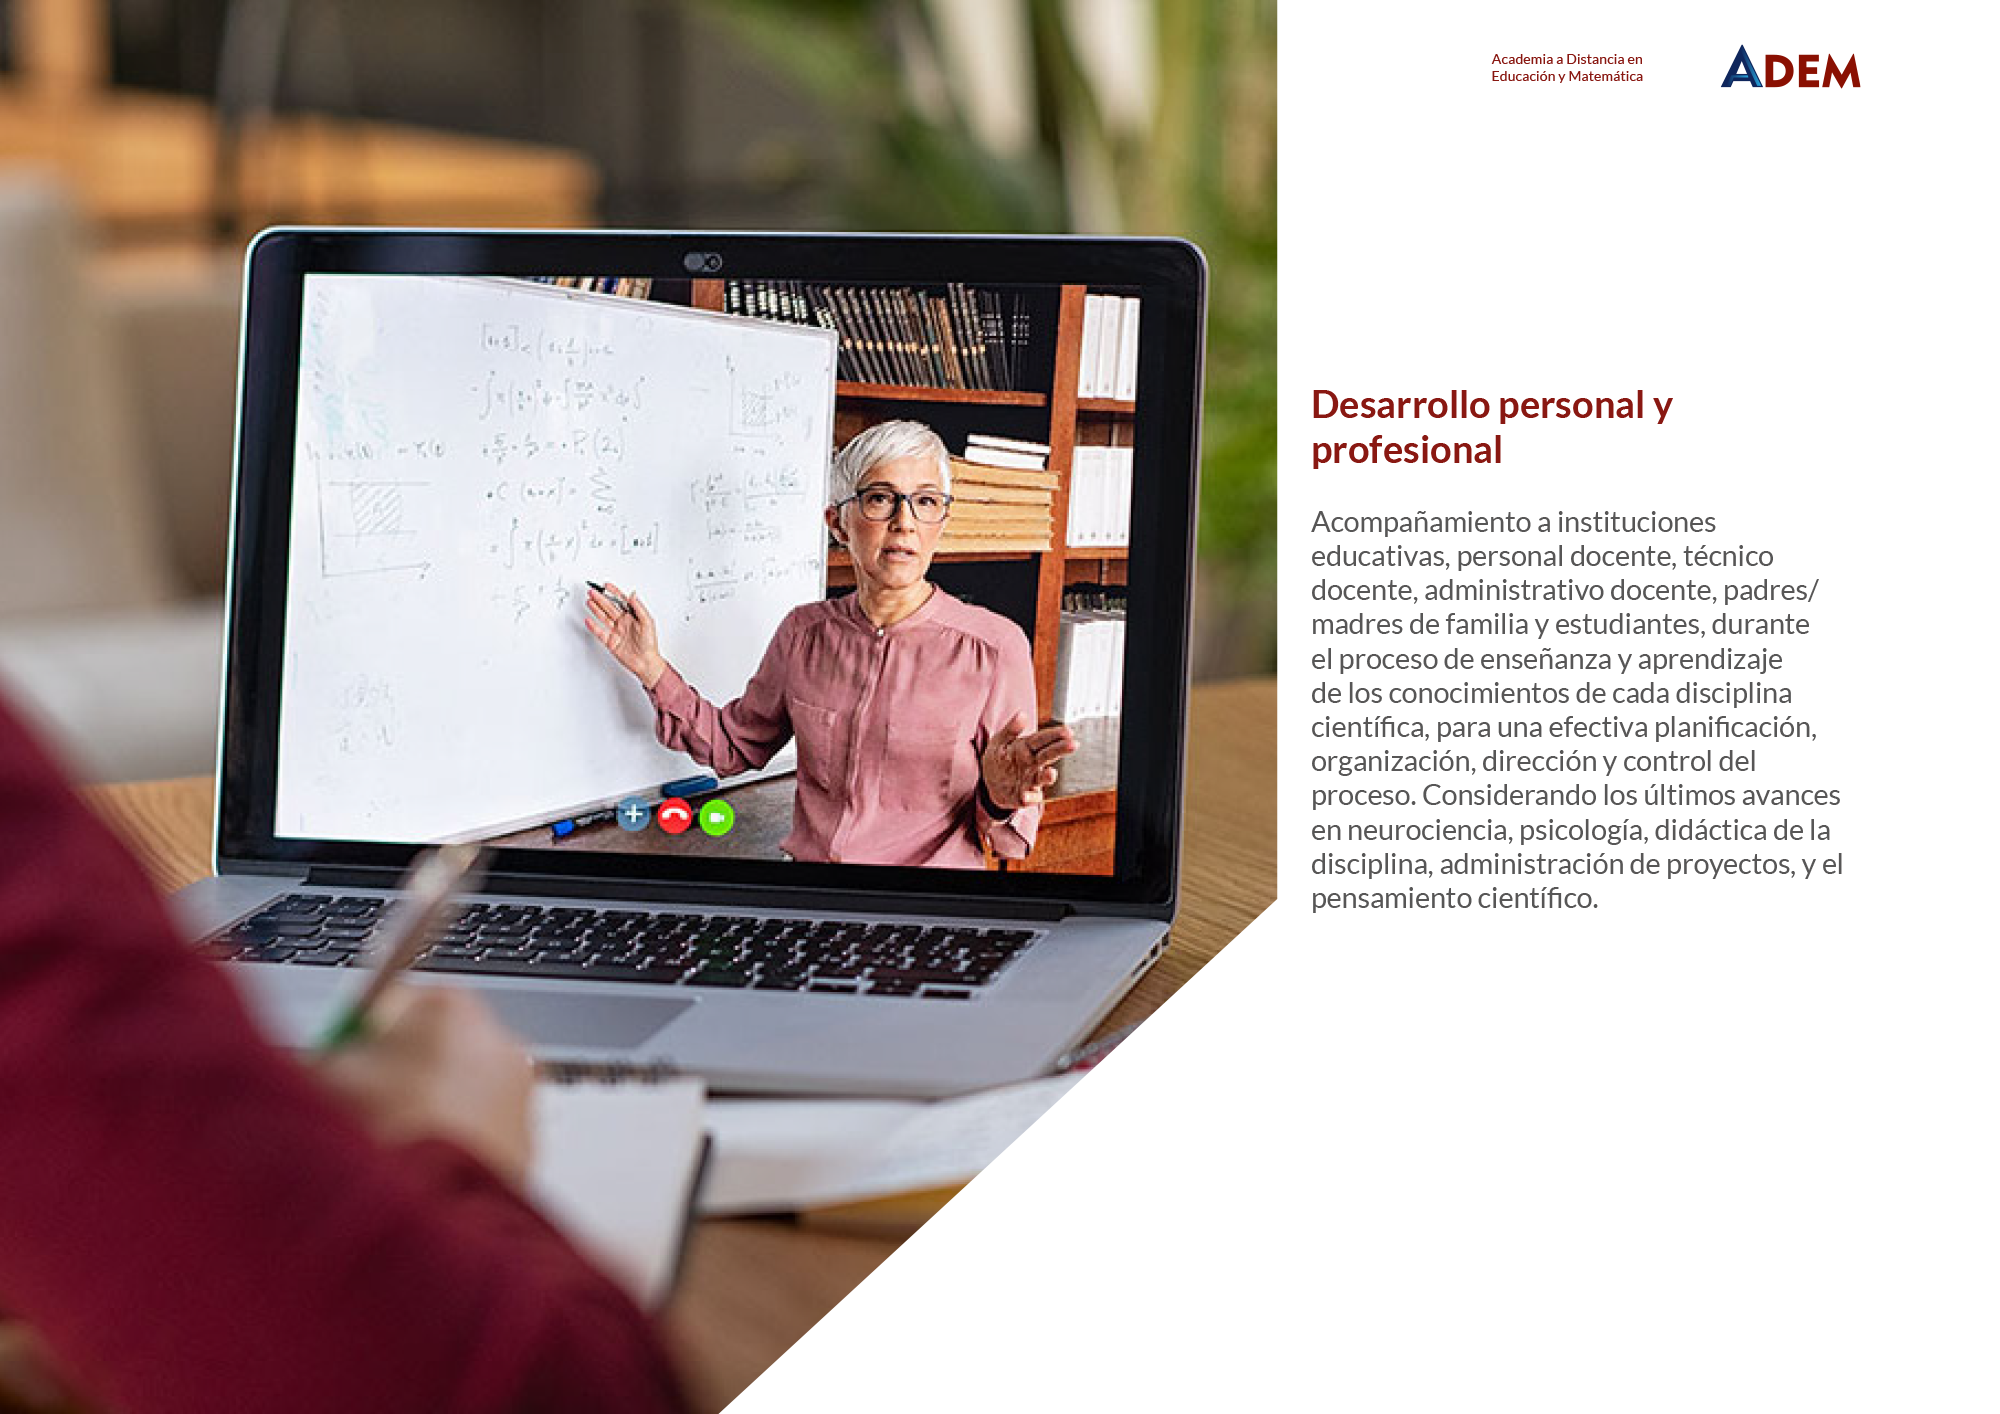 Academia a Distancia en
Educación y Matemática
ADEM
Desarrollo personal y
profesional
Acompañamiento a instituciones
educativas, personal docente, técnico
docente, administrativo docente, padres/
madres de familia y estudiantes, durante
el proceso de enseñanza y aprendizaje
de los conocimientos de cada disciplina
científica, para una efectiva planificación,
organización, dirección y control del
proceso. Considerando los últimos avances
en neurociencia, psicología, didáctica de la
disciplina, administración de proyectos, y el
pensamiento científico.